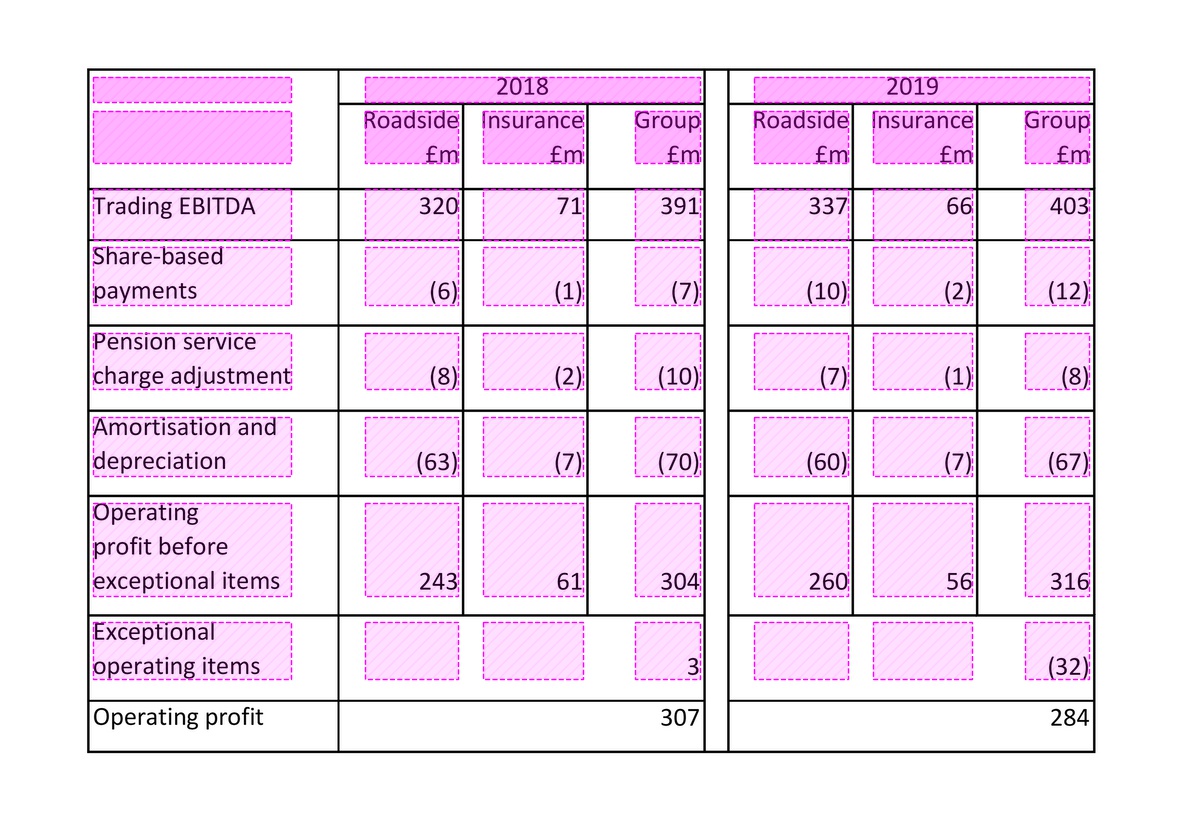 2018 2019
Roadside Insurance Group Roadside Insurance Group
£m £m £m £m £m £m
Trading EBITDA 320 71 391 337 66 403
Share-based
payments (6) (1) (7) (10) (2) (12)
Pension service
charge adjustment (8) (2) (10) (7) (1) (8)
Amortisation and
depreciation (63) (7) (70) (60) (7) (67)
Operating
profit before
exceptional items 243 61 304 260 56 316
Exceptional
operating items 3 (32)
Operating profit 307 284